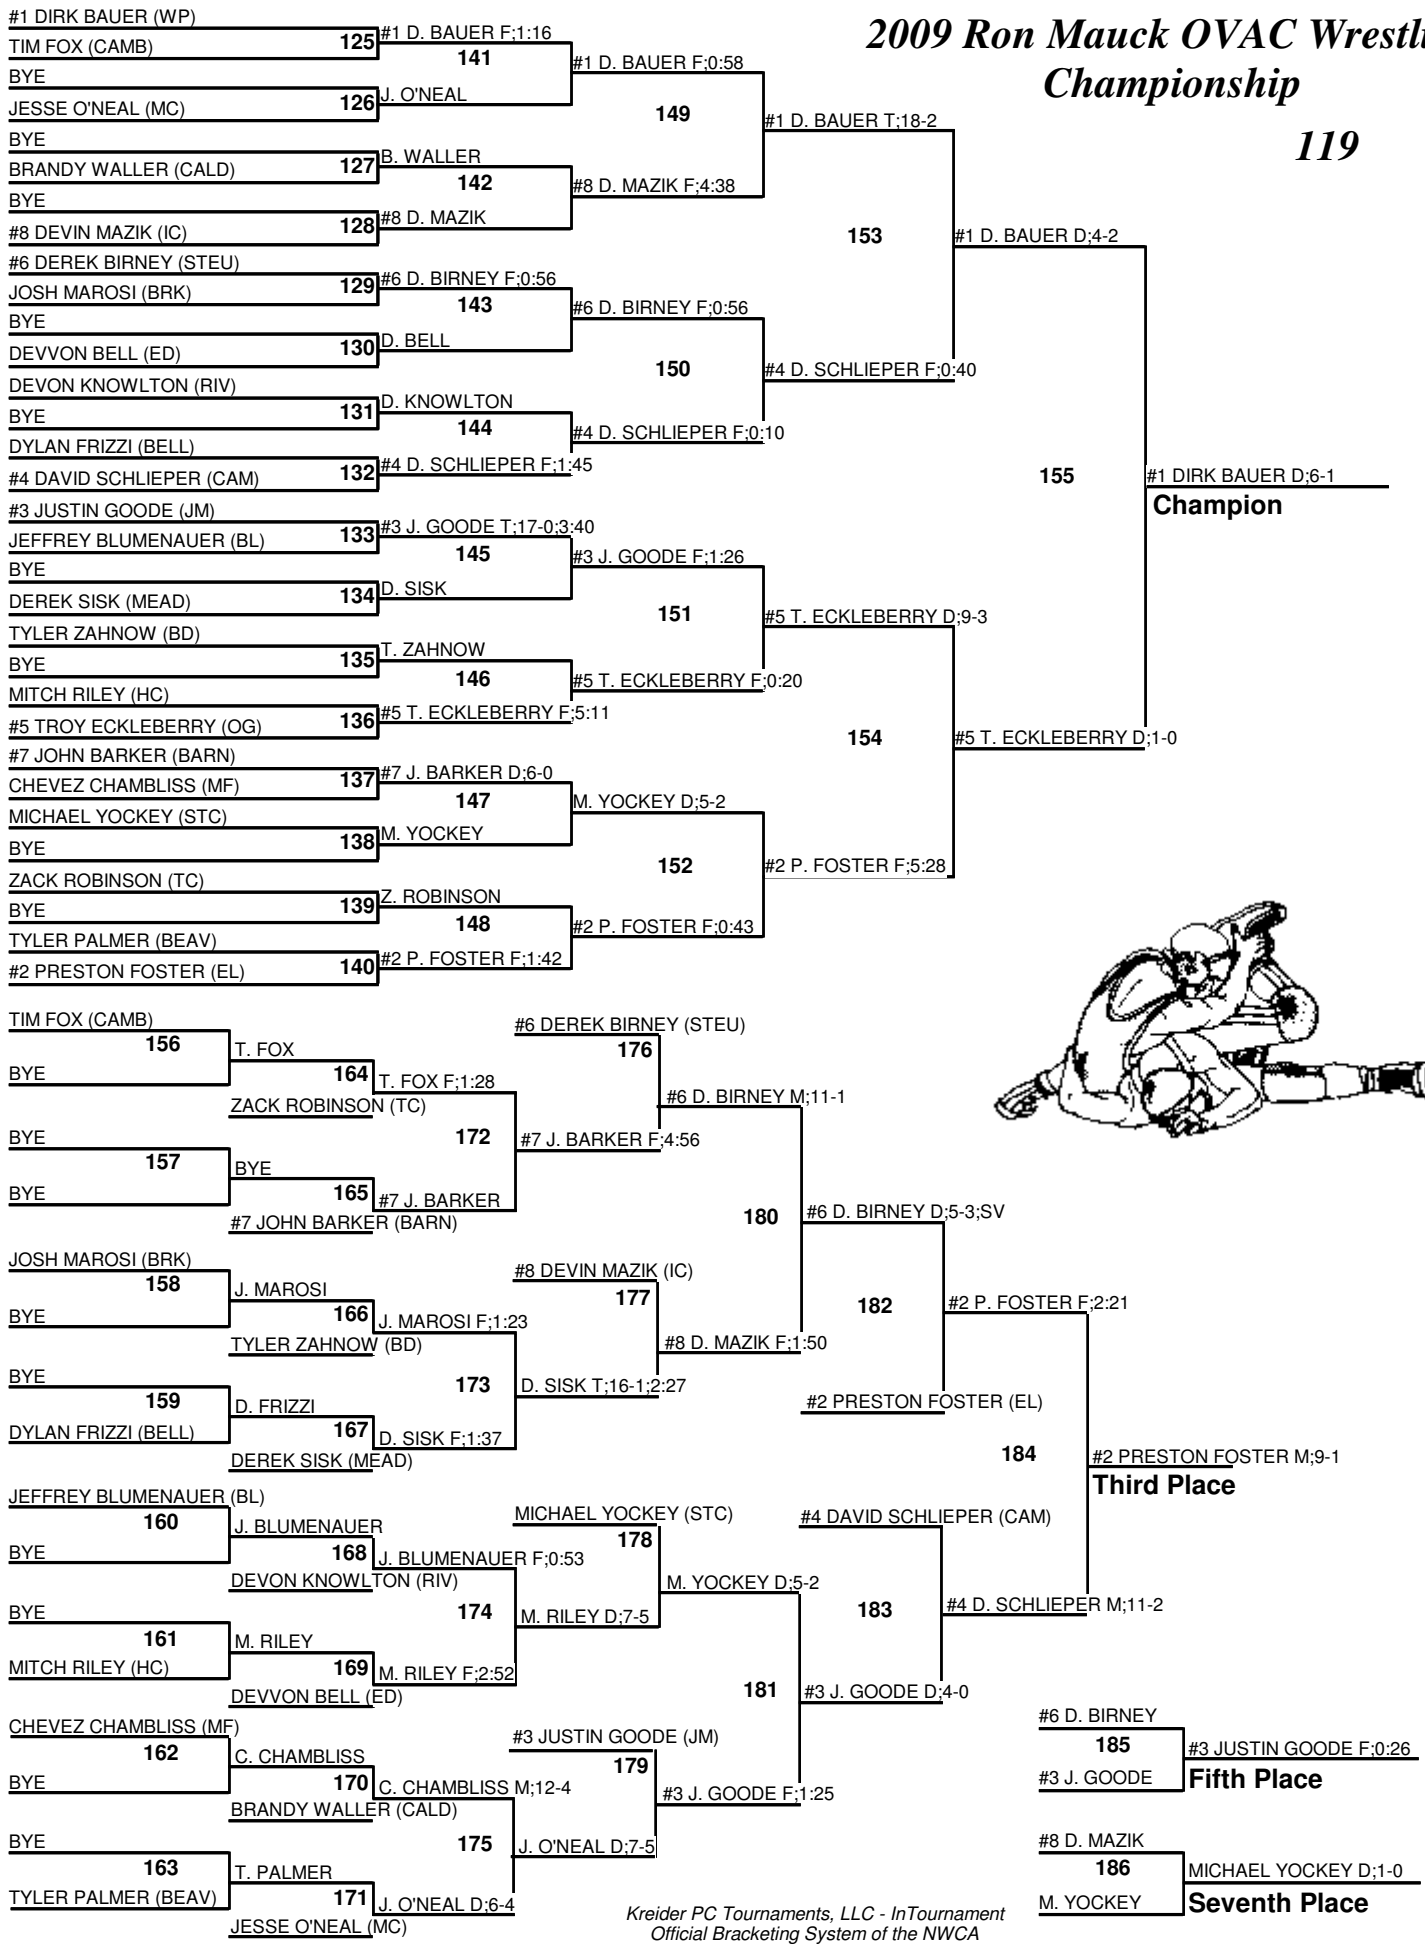 2009 Ron Mauck OVAC Wrestli
Championship
119
#1 DIRK BAUER (WP)
TIM FOX (CAMB)
BYE
JESSE O'NEAL (MC)
BYE
BRANDY WALLER (CALD)
BYE
#8 DEVIN MAZIK (IC)
#6 DEREK BIRNEY (STEU)
JOSH MAROSI (BRK)
BYE
DEVVON BELL (ED)
DEVON KNOWLTON (RIV)
BYE
DYLAN FRIZZI (BELL)
#4 DAVID SCHLIEPER (CAM)
#3 JUSTIN GOODE (JM)
JEFFREY BLUMENAUER (BL)
BYE
DEREK SISK (MEAD)
TYLER ZAHNOW (BD)
BYE
MITCH RILEY (HC)
#5 TROY ECKLEBERRY (OG)
#7 JOHN BARKER (BARN)
CHEVEZ CHAMBLISS (MF)
MICHAEL YOCKEY (STC)
BYE
ZACK ROBINSON (TC)
BYE
TYLER PALMER (BEAV)
#2 PRESTON FOSTER (EL)
125
126
127
128
129
130
131
132
133
134
135
136
137
138
139
140
#1 D. BAUER F;1:16
141
J. O'NEAL
B. WALLER
142
#8 D. MAZIK
#6 D. BIRNEY F;0:56
143
D. BELL
D. KNOWLTON
144
#4 D. SCHLIEPER F;1:45
#3 J. GOODE T;17-0;3:40
145
D. SISK
T. ZAHNOW
146
#5 T. ECKLEBERRY F;5:11
#7 J. BARKER D;6-0
147
M. YOCKEY
Z. ROBINSON
148
#2 P. FOSTER F;1:42
#1 D. BAUER F;0:58
149
#8 D. MAZIK F;4:38
#6 D. BIRNEY F;0:56
150
#4 D. SCHLIEPER F;0:10
#3 J. GOODE F;1:26
151
#5 T. ECKLEBERRY F;0:20
M. YOCKEY D;5-2
152
#2 P. FOSTER F;0:43
#1 D. BAUER T;18-2
153
#4 D. SCHLIEPER F;0:40
#5 T. ECKLEBERRY D;9-3
154
#2 P. FOSTER F;5:28
#1 D. BAUER D;4-2
155
#5 T. ECKLEBERRY D;1-0
#1 DIRK BAUER D;6-1
Champion
TIM FOX (CAMB)
156
BYE
BYE
157
BYE
JOSH MAROSI (BRK)
158
BYE
BYE
159
DYLAN FRIZZI (BELL)
JEFFREY BLUMENAUER (BL)
160
BYE
BYE
161
MITCH RILEY (HC)
CHEVEZ CHAMBLISS (MF)
162
BYE
BYE
163
TYLER PALMER (BEAV)
T. FOX
164
ZACK ROBINSON (TC)
BYE
165
#7 JOHN BARKER (BARN)
J. MAROSI
166
TYLER ZAHNOW (BD)
D. FRIZZI
167
DEREK SISK (MEAD)
J. BLUMENAUER
168
DEVON KNOWLTON (RIV)
M. RILEY
169
DEVVON BELL (ED)
C. CHAMBLISS
170
BRANDY WALLER (CALD)
T. PALMER
171
JESSE O'NEAL (MC)
T. FOX F;1:28
172
#7 J. BARKER
J. MAROSI F;1:23
173
D. SISK F;1:37
J. BLUMENAUER F;0:53
174
M. RILEY F;2:52
C. CHAMBLISS M;12-4
175
J. O'NEAL D;6-4
#6 DEREK BIRNEY (STEU)
176
#7 J. BARKER F;4:56
#8 DEVIN MAZIK (IC)
177
D. SISK T;16-1;2:27
MICHAEL YOCKEY (STC)
178
M. RILEY D;7-5
#3 JUSTIN GOODE (JM)
179
J. O'NEAL D;7-5
#6 D. BIRNEY M;11-1
180
#8 D. MAZIK F;1:50
M. YOCKEY D;5-2
181
#3 J. GOODE F;1:25
#6 D. BIRNEY D;5-3;SV
182
#2 PRESTON FOSTER (EL)
#4 DAVID SCHLIEPER (CAM)
183
#3 J. GOODE D;4-0
#2 P. FOSTER F;2:21
184
#4 D. SCHLIEPER M;11-2
#2 PRESTON FOSTER M;9-1
Third Place
#6 D. BIRNEY
185
#3 J. GOODE
#3 JUSTIN GOODE F;0:26
Fifth Place
#8 D. MAZIK
186
M. YOCKEY
MICHAEL YOCKEY D;1-0
Seventh Place
Kreider PC Tournaments, LLC - InTournament
Official Bracketing System of the NWCA